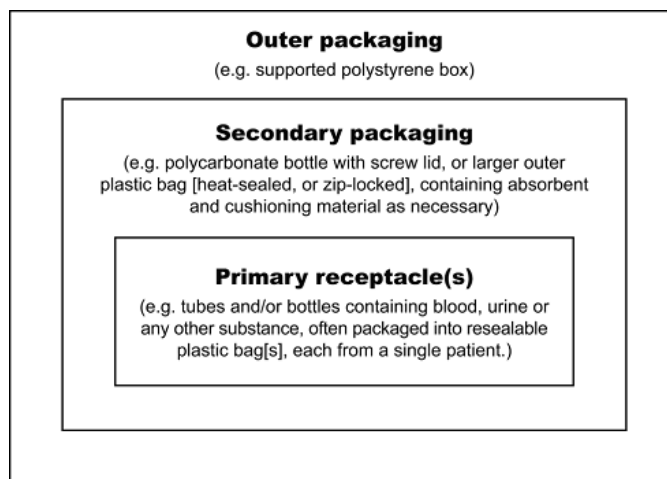 Outer packaging
(e.g. supported polystyrene box)
Secondary packaging
(e.g. polycarbonate bottle with screw lid, or larger outer
plastic bag [heat-sealed, or zip-locked], containing absorbent
and cushioning material as necessary)
Primary receptacle(s)
(e.g. tubes and/or bottles containing blood, urine or
any other substance, often packaged into resealable
plastic bag[s], each from a single patient.)